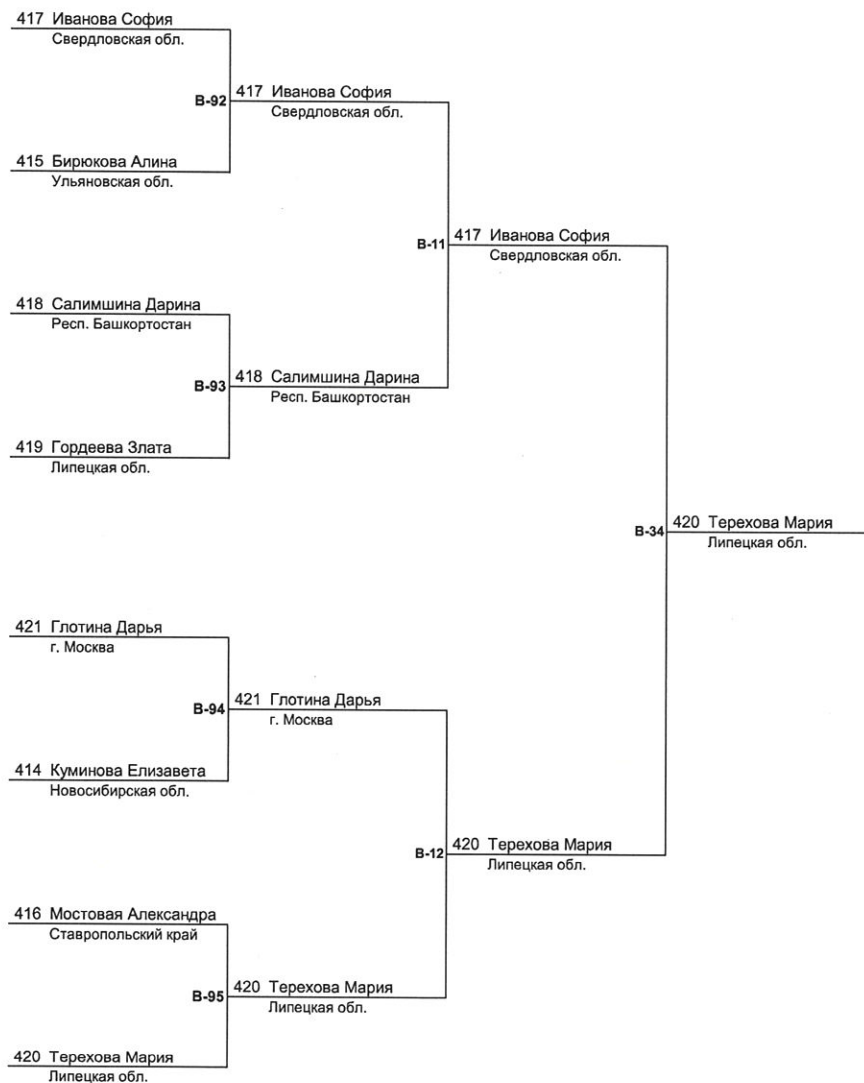 417 Иванова София
Свердловская обл.
B-92
417 Иванова София
Свердловская обл.
415 Бирюкова Алина
Ульяновская обл.
B-11
417 Иванова София
Свердловская обл.
418 Салимшина Дарина
Респ. Башкортостан
B-93
418 Салимшина Дарина
Респ. Башкортостан
419 Гордеева Злата
Липецкая обл.
B-34
420 Терехова Мария
Липецкая обл.
421 Глотина Дарья
г. Москва
B-94
421 Глотина Дарья
г. Москва
414 Куминова Елизавета
Новосибирская обл.
B-12
420 Терехова Мария
Липецкая обл.
416 Мостовая Александра
Ставропольский край
B-95
420 Терехова Мария
Липецкая обл.
420 Терехова Мария
Липецкая обл.